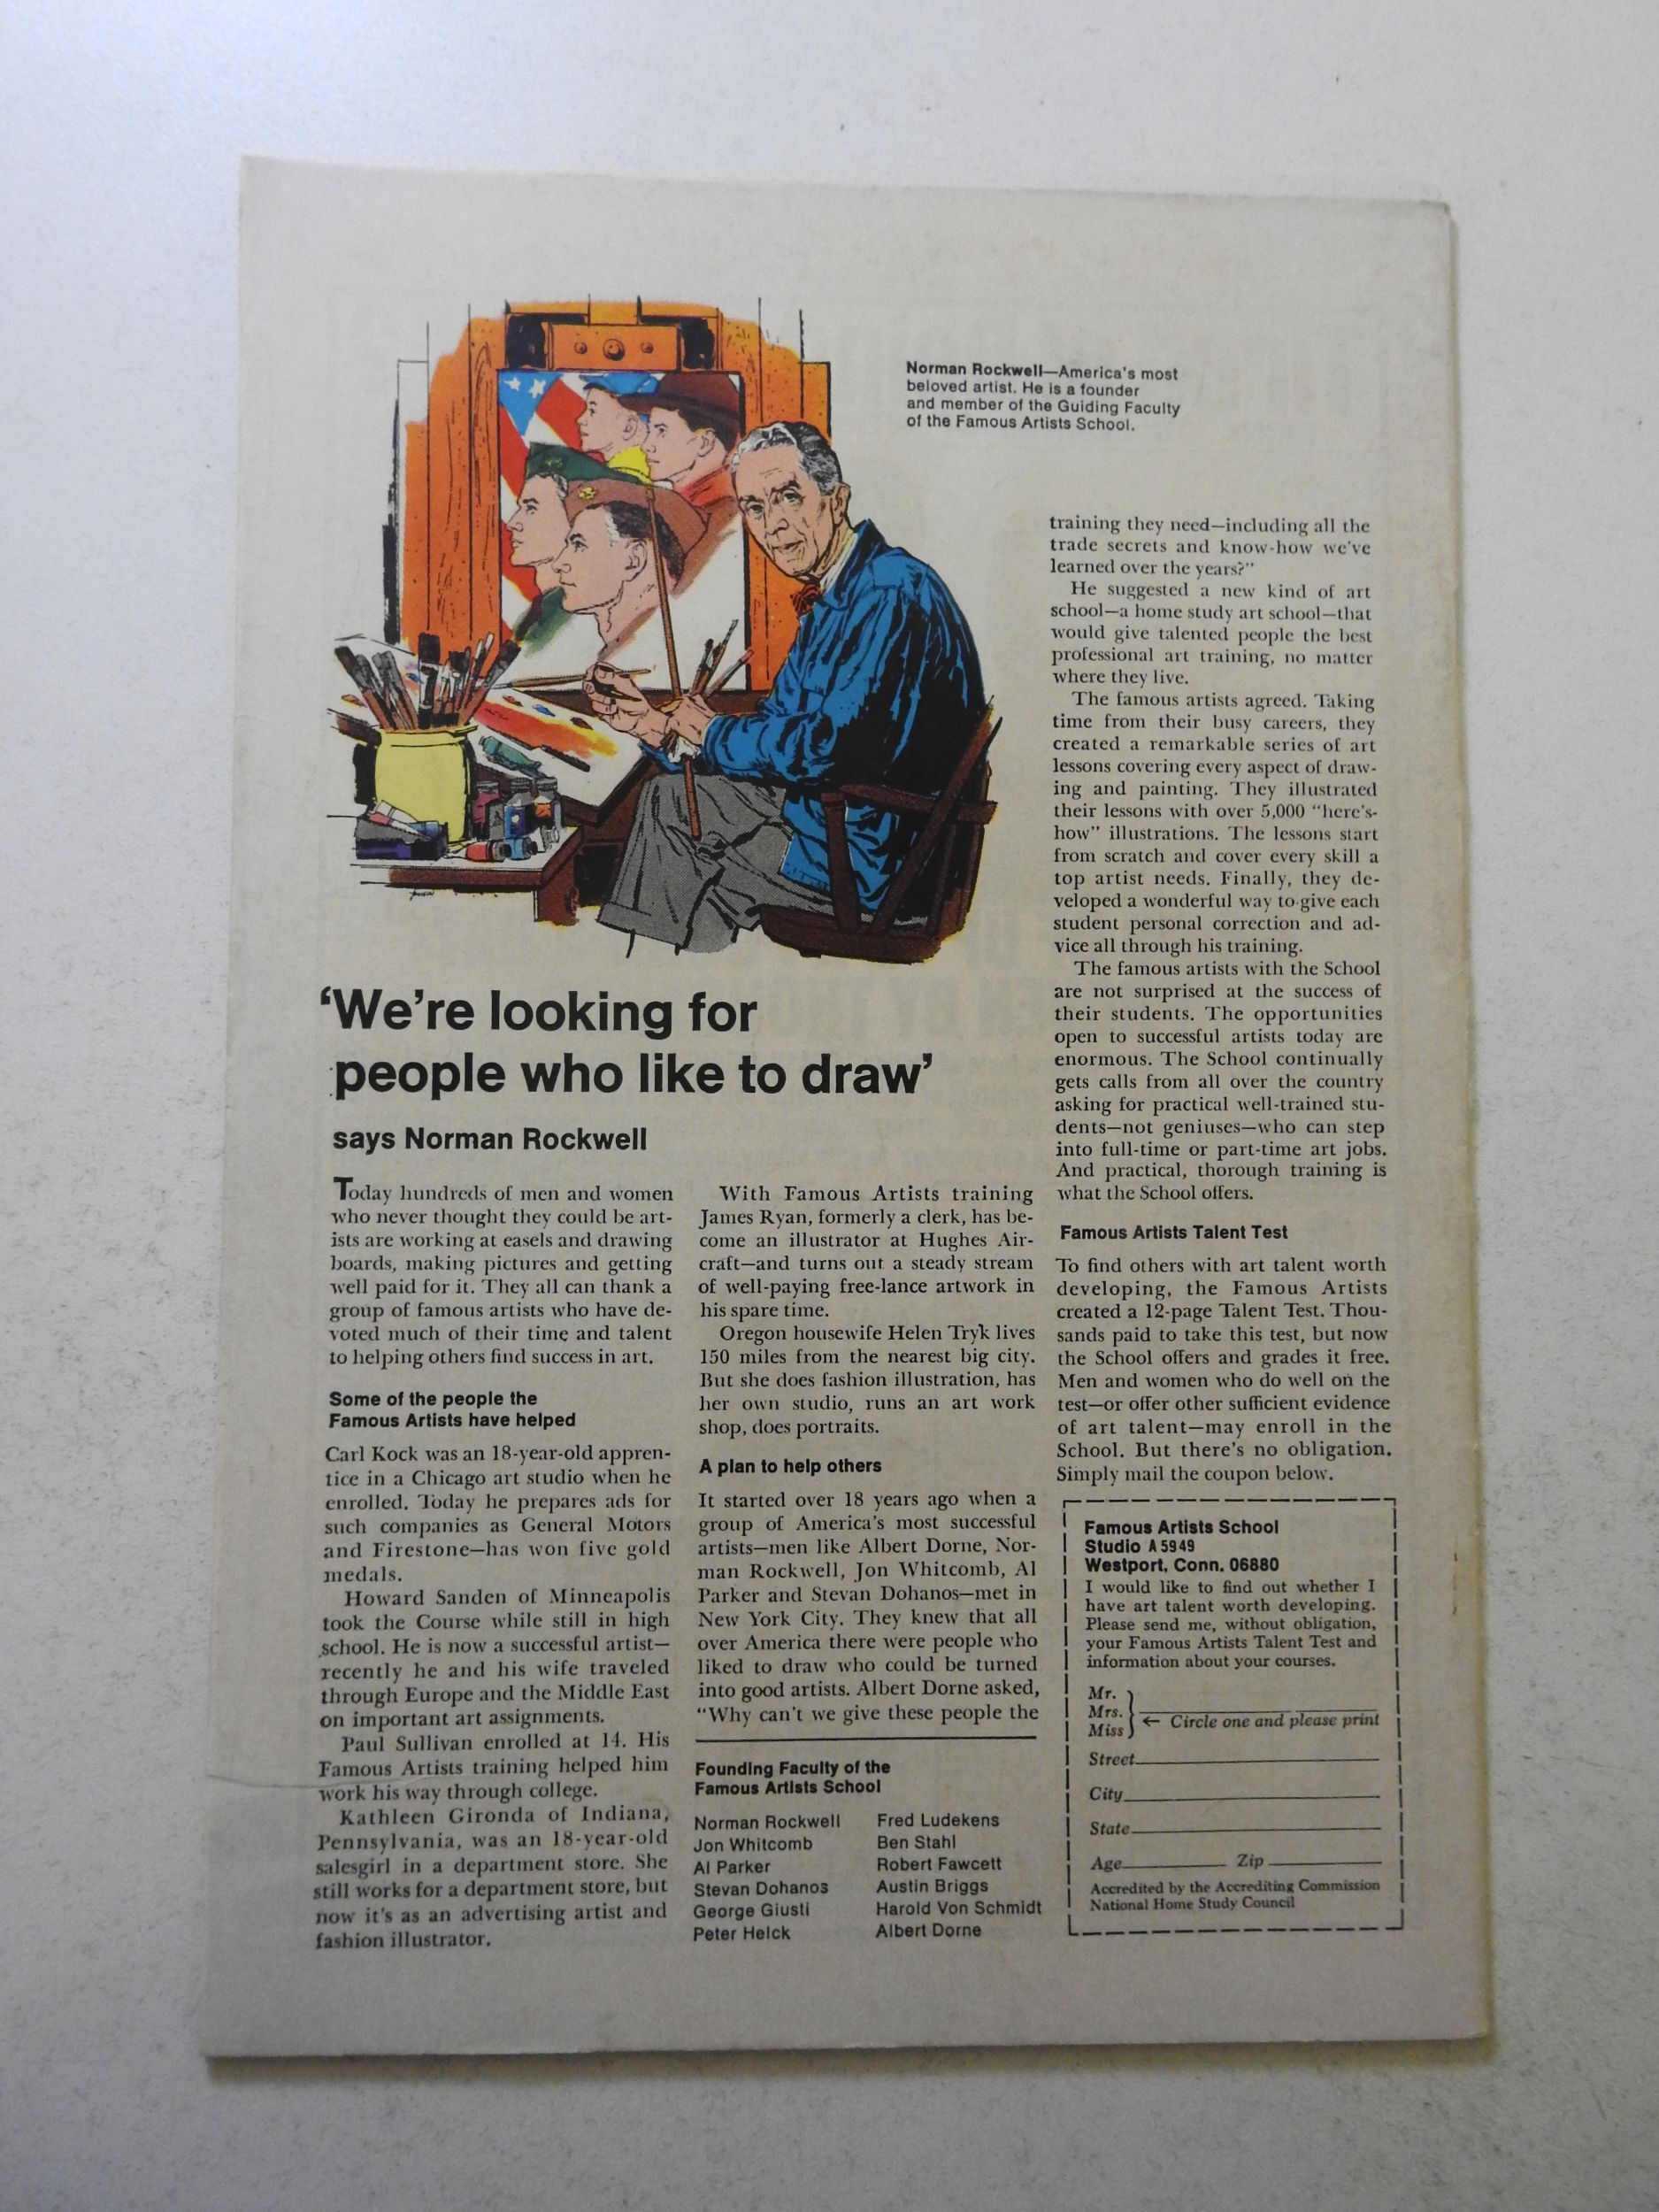 Norman Rockwell—America's most
beloved artist. He is a founder
and member of the Guiding Faculty
of the Famous Artists School.
‘We're looking for
people who like to draw’
says Norman Rockwell
Today hundreds of men and women
who never thought they could be art-
ists are working at easels and drawing
boards, making pictures and getting
well paid for it. They all can thank a
group of famous artists who have de-
voted much of their time and talent
to helping others find success in art.
Some of the people the
Famous Artists have helped
Carl Kock was an 18-year-old appren-
tice in a Chicago art studio when he
enrolled. Today he prepares ads for
such companies as General Motors
and Firestone—has won five gold
medals.
Howard Sanden of Minneapolis
took the Course while still in high
school. He is now a successful artist—
recently he and his wife traveled
through Europe and the Middle East
on important art assignments.
Paul Sullivan enrolled at 14. His
Famous Artists training helped him
work his way through college.
Kathleen Gironda of Indiana,
Pennsylvania, was an 18-year-old
salesgirl in a department store. She
still works for a department store, but
now it's as an advertising artist and
fashion illustrator.
With Famous Artists training
James Ryan, formerly a clerk, has be-
come an illustrator at Hughes Air-
craft—and turns out a steady stream
of well-paying free-lance artwork in
his spare time.
Oregon housewife Helen Tryk lives
150 miles from the nearest big city.
But she does fashion illustration, has
her own studio, runs an art work
shop, does portraits.
A plan to help others
It started over 18 years ago when a
group of America's most successful
artists—men like Albert Dorne, Nor-
man Rockwell, Jon Whitcomb, Al
Parker and Stevan Dohanos—met in
New York City. They knew that all
over America there were people who
liked to draw who could be turned
into good artists. Albert Dorne asked,
“Why can't we give these people the
Founding Faculty of the
Famous Artists School
Norman Rockwell
Jon Whitcomb
Al Parker
Stevan Dohanos
George Giusti
Peter Helck
Fred Ludekens
Ben Stahl
Robert Fawcett
Austin Briggs
Harold Von Schmidt
Albert Dorne
training they need—including all the
trade secrets and know-how we've
learned over the years?”
He suggested a new kind of art
school—a home study art school—that
would give talented people the best
professional art training, no matter
where they live.
The famous artists agreed. Taking
time from their busy careers, they
created a remarkable series of art
lessons covering every aspect of draw-
ing and painting. They illustrated
their lessons with over 5,000 “here's-
how” illustrations. The lessons start
from scratch and cover every skill a
top artist needs. Finally, they de-
veloped a wonderful way to give each
student personal correction and ad-
vice all through his training.
The famous artists with the School
are not surprised at the success of
their students. The opportunities
open to successful artists today are
enormous. The School continually
gets calls from all over the country
asking for practical well-trained stu-
dents—not geniuses—who can step
into full-time or part-time art jobs.
And practical, thorough training is
what the School offers.
Famous Artists Talent Test
To find others with art talent worth
developing, the Famous Artists
created a 12-page Talent Test. Thou-
sands paid to take this test, but now
the School offers and grades it free.
Men and women who do well on the
test—or offer other sufficient evidence
of art talent—may enroll in the
School. But there's no obligation.
Simply mail the coupon below.
Famous Artists School
Studio A5949
Westport, Conn. 06880
I would like to find out whether I
have art talent worth developing.
Please send me, without obligation,
your Famous Artists Talent Test and
information about your courses.
Mr.
Mrs.
Miss
← Circle one and please print
Street
City
State
Age Zip
Accredited by the Accrediting Commission
National Home Study Council